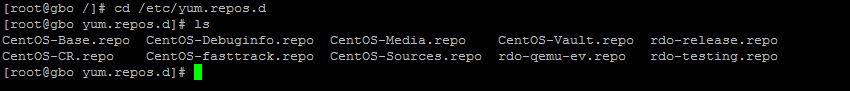 [root@gbo /]# cd /etc/yum.repos.d
[root@gbo yum.repos.d]# ls
CentOS-Base.repo  CentOS-Debuginfo.repo  CentOS-Media.repo    CentOS-Vault.repo  rdo-release.repo
CentOS-CR.repo    CentOS-fasttrack.repo  CentOS-Sources.repo  rdo-qemu-ev.repo   rdo-testing.repo
[root@gbo yum.repos.d]#